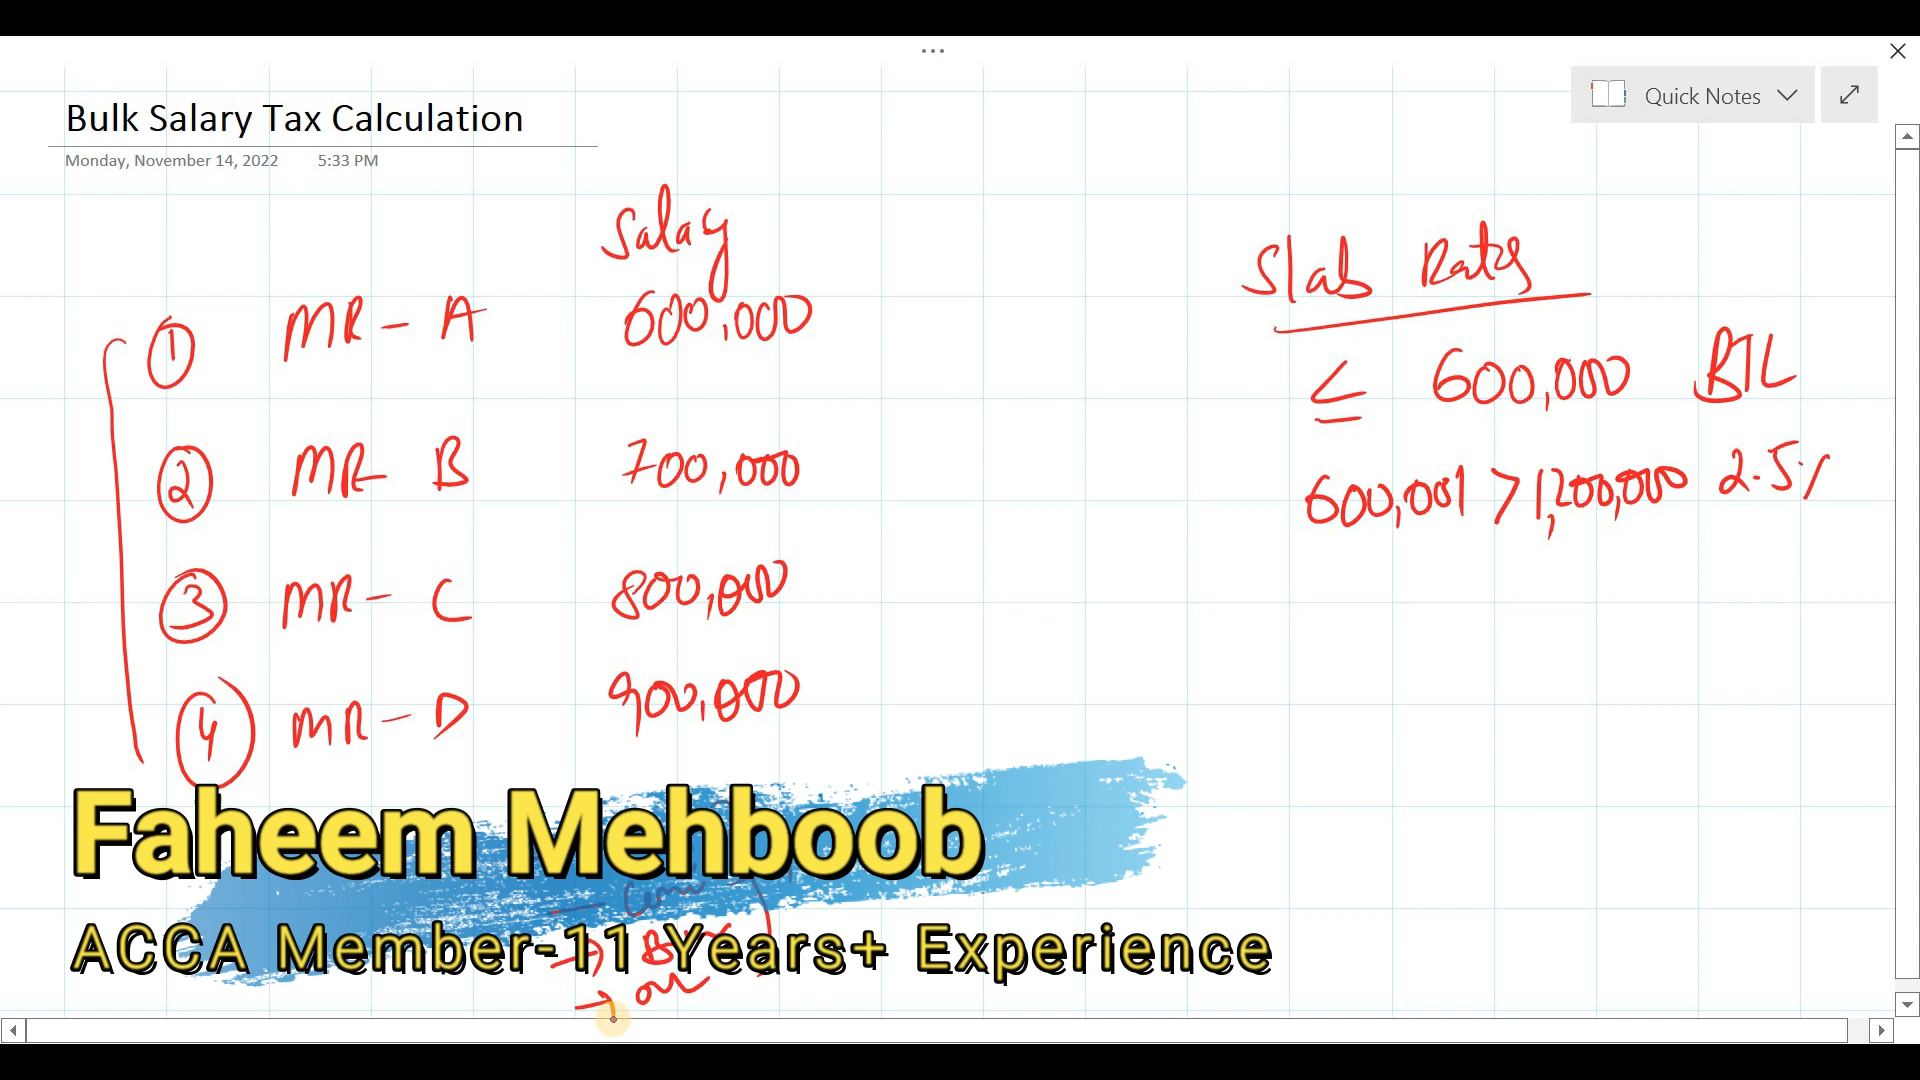 Quick Notes
Bulk Salary Tax Calculation
Monday, November 14, 2022 5:33 PM
Salay
① MR - A 600,000
② MR - B 700,000
③ MR - C 800,000
④ MR - D 900,000
Slab Rates
≤ 600,000 BTL
600,001 > 1,200,000 2.5%
Faheem Mehboob
ACCA Member-11 Years+ Experience